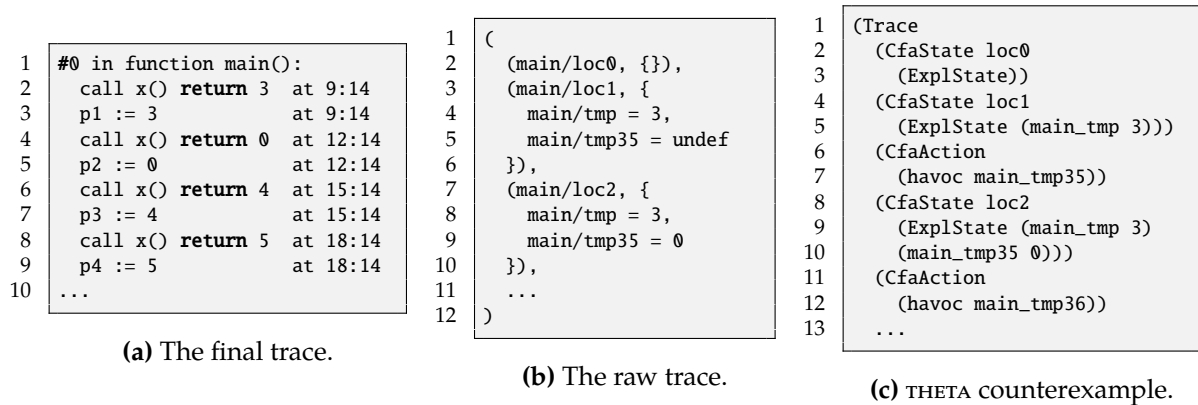 1 #0 in function main():
2 call x() return 3 at 9:14
3 p1 := 3 at 9:14
4 call x() return 0 at 12:14
5 p2 := 0 at 12:14
6 call x() return 4 at 15:14
7 p3 := 4 at 15:14
8 call x() return 5 at 18:14
9 p4 := 5 at 18:14
10 ...
(a) The final trace.
1 (
2 (main/loc0, {}),
3 (main/loc1, {
4 main/tmp = 3,
5 main/tmp35 = undef
6 }),
7 (main/loc2, {
8 main/tmp = 3,
9 main/tmp35 = 0
10 }),
11 ...
12 )
(b) The raw trace.
1 (Trace
2 (CfaState loc0
3 (ExplState))
4 (CfaState loc1
5 (ExplState (main_tmp 3)))
6 (CfaAction
7 (havoc main_tmp35))
8 (CfaState loc2
9 (ExplState (main_tmp 3)
10 (main_tmp35 0)))
11 (CfaAction
12 (havoc main_tmp36))
13 ...
(c) THETA counterexample.